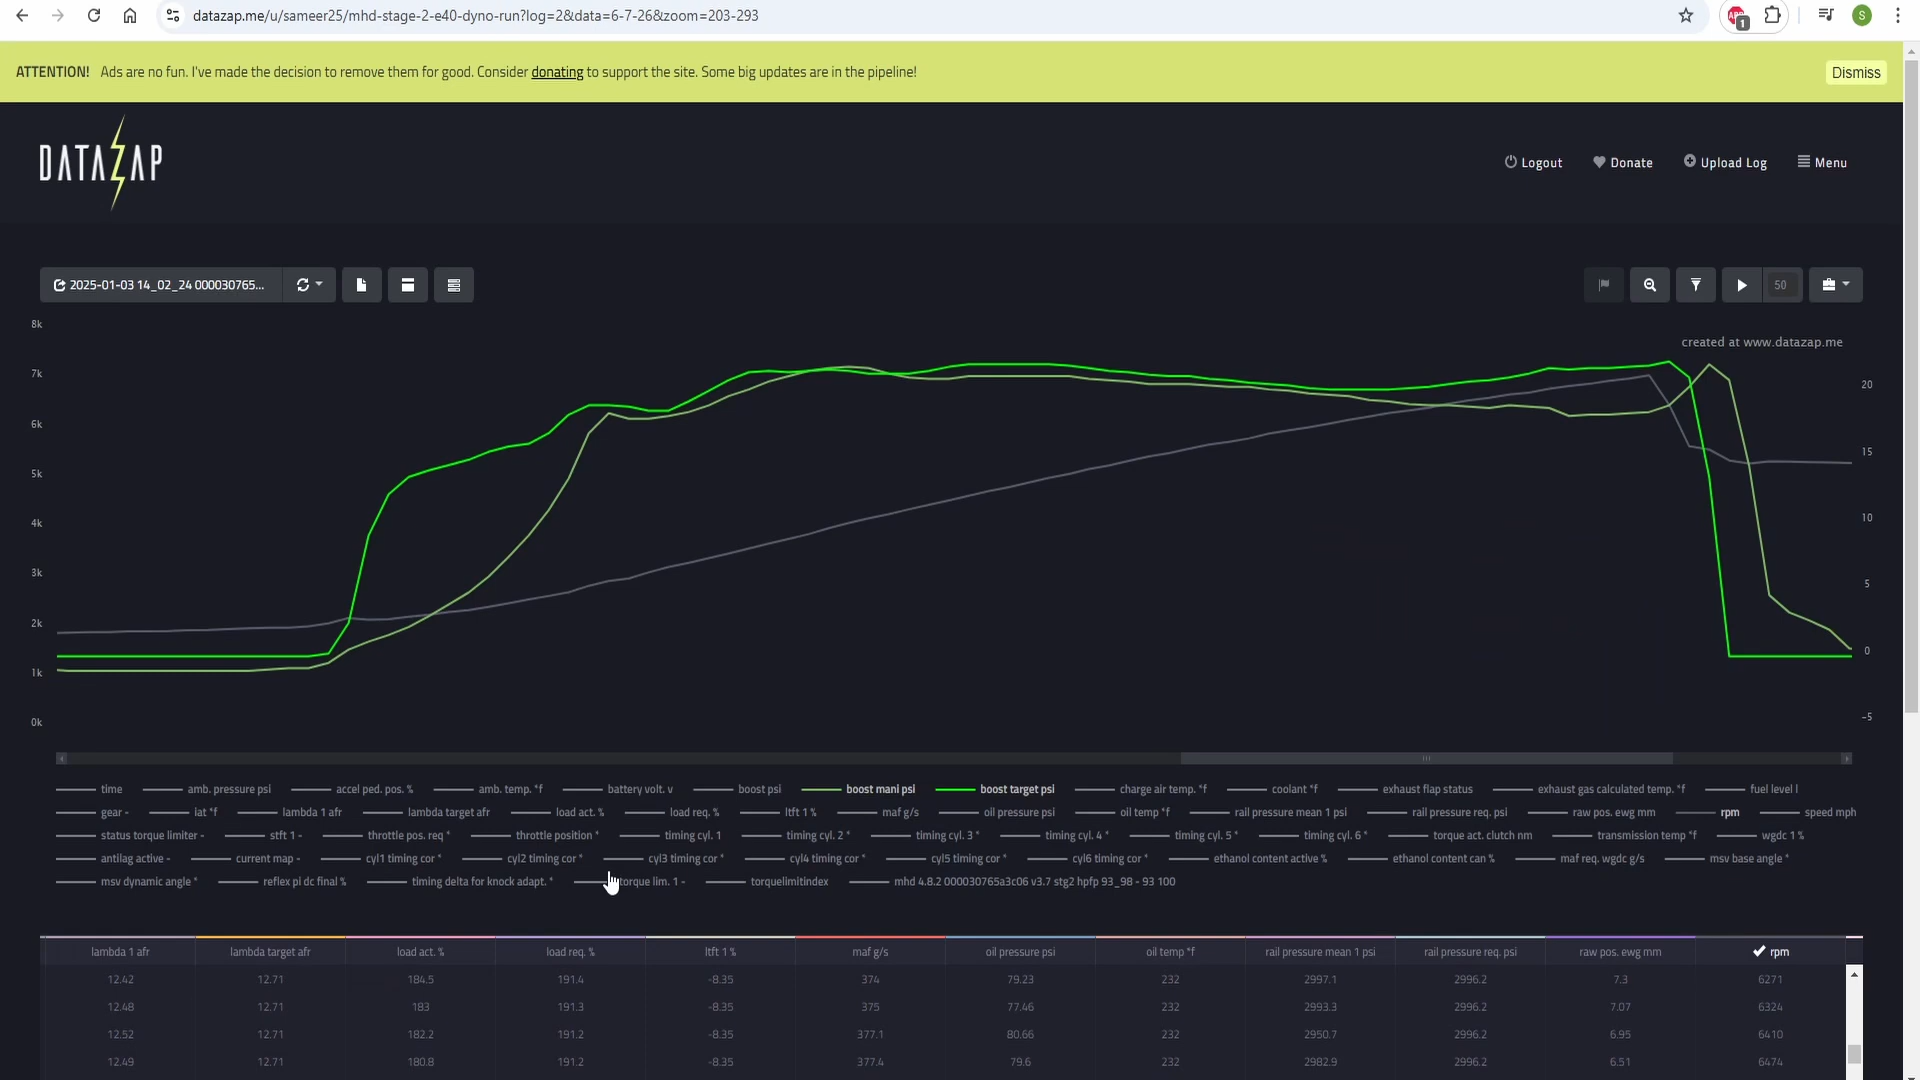 datazap.me/u/sameer25/mhd-stage-2-e40-dyno-run?log=2&data=6-7-26&zoom=203-293
1
S
ATTENTION! Ads are no fun. I've made the decision to remove them for good. Consider donating to support the site. Some big updates are in the pipeline!
Dismiss
DATAZAP
Logout Donate Upload Log Menu
2025-01-03 14_02_24 000030765...
50
created at www.datazap.me
8k
7k
6k
5k
4k
3k
2k
1k
0k
20
15
10
5
0
-5
time amb. pressure psi accel ped. pos. % amb. temp. *f battery volt. v boost psi boost mani psi boost target psi charge air temp. *f coolant *f exhaust flap status exhaust gas calculated temp. *f fuel level l
gear - iat *f lambda 1 afr lambda target afr load act. % load req. % ltft 1 % maf g/s oil pressure psi oil temp *f rail pressure mean 1 psi rail pressure req. psi raw pos. ewg mm rpm speed mph
status torque limiter - stft 1 - throttle pos. req * throttle position * timing cyl. 1 timing cyl. 2 * timing cyl. 3 * timing cyl. 4 * timing cyl. 5 * timing cyl. 6 * torque act. clutch nm transmission temp *f wgdc 1 %
antilag active - current map - cyl1 timing cor * cyl2 timing cor * cyl3 timing cor * cyl4 timing cor * cyl5 timing cor * cyl6 timing cor * ethanol content active % ethanol content can % maf req. wgdc g/s msv base angle *
msv dynamic angle * reflex pi dc final % timing delta for knock adapt. * torque lim. 1 - torquelimitindex mhd 4.8.2 000030765a3c06 v3.7 stg2 hpfp 93_98 - 93 100
lambda 1 afr lambda target afr load act. % load req. % ltft 1 % maf g/s oil pressure psi oil temp *f rail pressure mean 1 psi rail pressure req. psi raw pos. ewg mm rpm
12.42 12.71 184.5 191.4 -8.35 374 79.23 232 2997.1 2996.2 7.3 6271
12.48 12.71 183 191.3 -8.35 375 77.46 232 2993.3 2996.2 7.07 6324
12.52 12.71 182.2 191.2 -8.35 377.1 80.66 232 2950.7 2996.2 6.95 6410
12.49 12.71 180.8 191.2 -8.35 377.4 79.6 232 2982.9 2996.2 6.51 6474